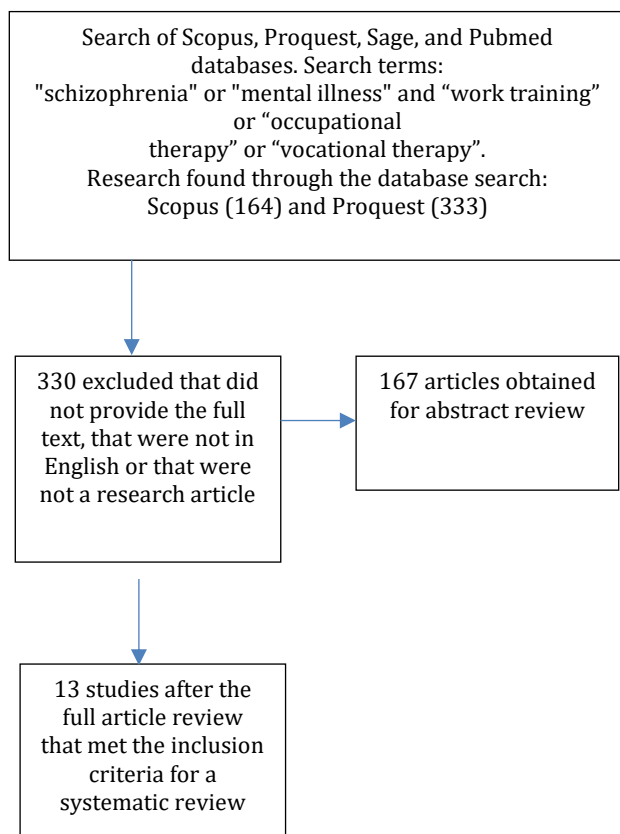 Search of Scopus, Proquest, Sage, and Pubmed
databases. Search terms:
"schizophrenia" or "mental illness" and “work training”
or “occupational
therapy” or “vocational therapy”.
Research found through the database search:
Scopus (164) and Proquest (333)
330 excluded that did
not provide the full
text, that were not in
English or that were
not a research article
167 articles obtained
for abstract review
13 studies after the
full article review
that met the inclusion
criteria for a
systematic review